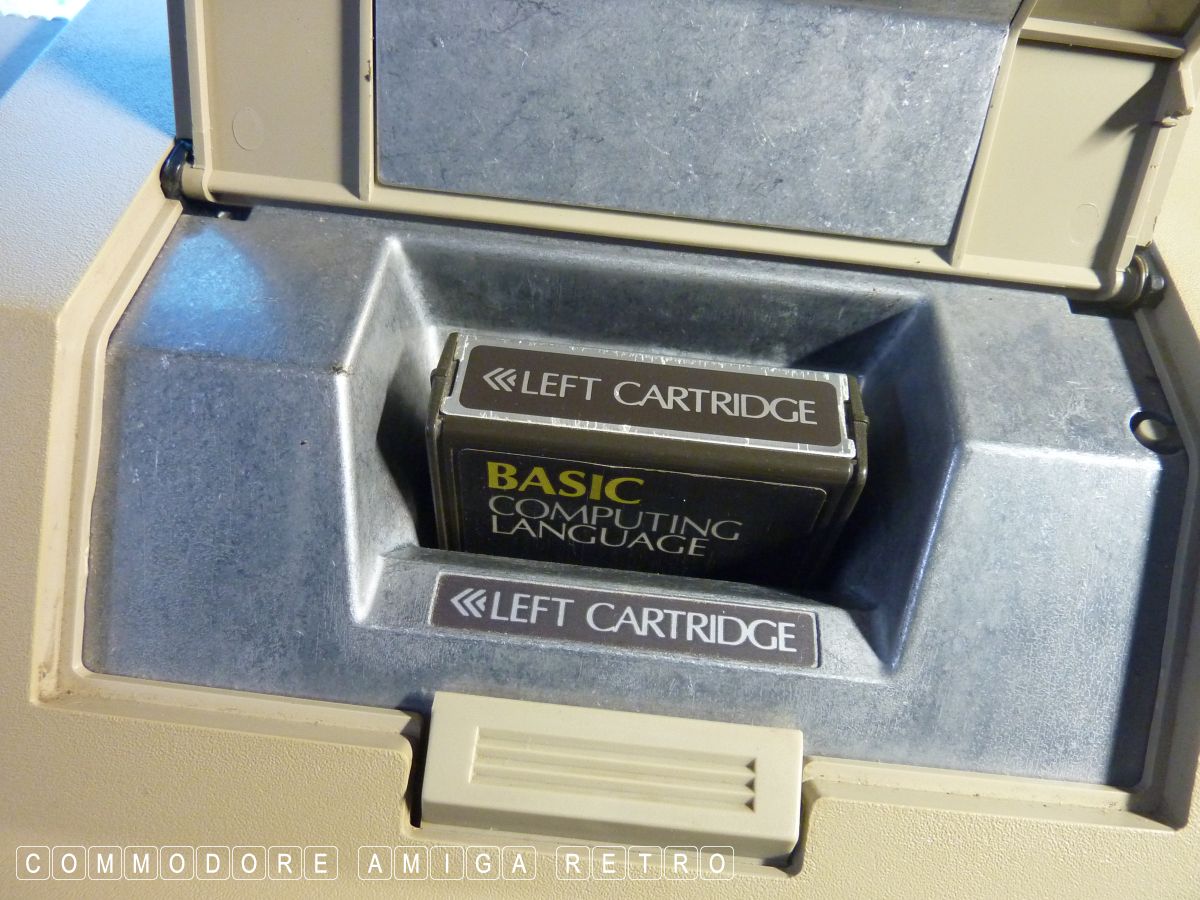 LEFT CARTRIDGE
BASIC
COMPUTING
LANGUAGE
LEFT CARTRIDGE
COMMODORE AMIGA RETRO